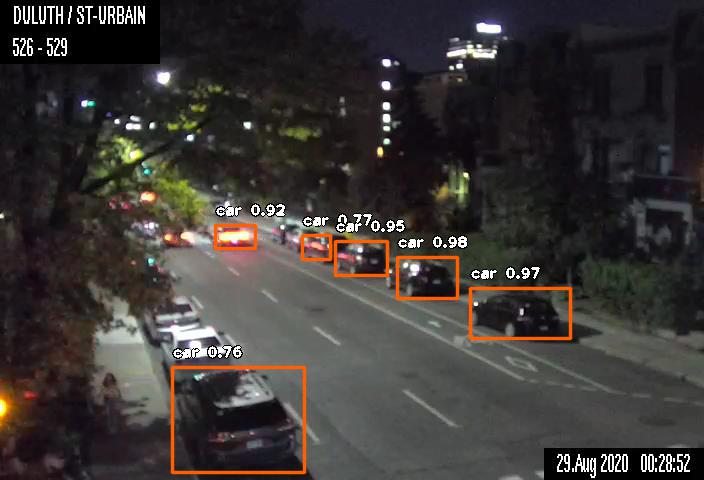 DULUTH / ST-URBAIN
526 - 529
car 0.92
car 0.77
car 0.95
car 0.98
car 0.97
car 0.76
29.Aug 2020 00:28:52